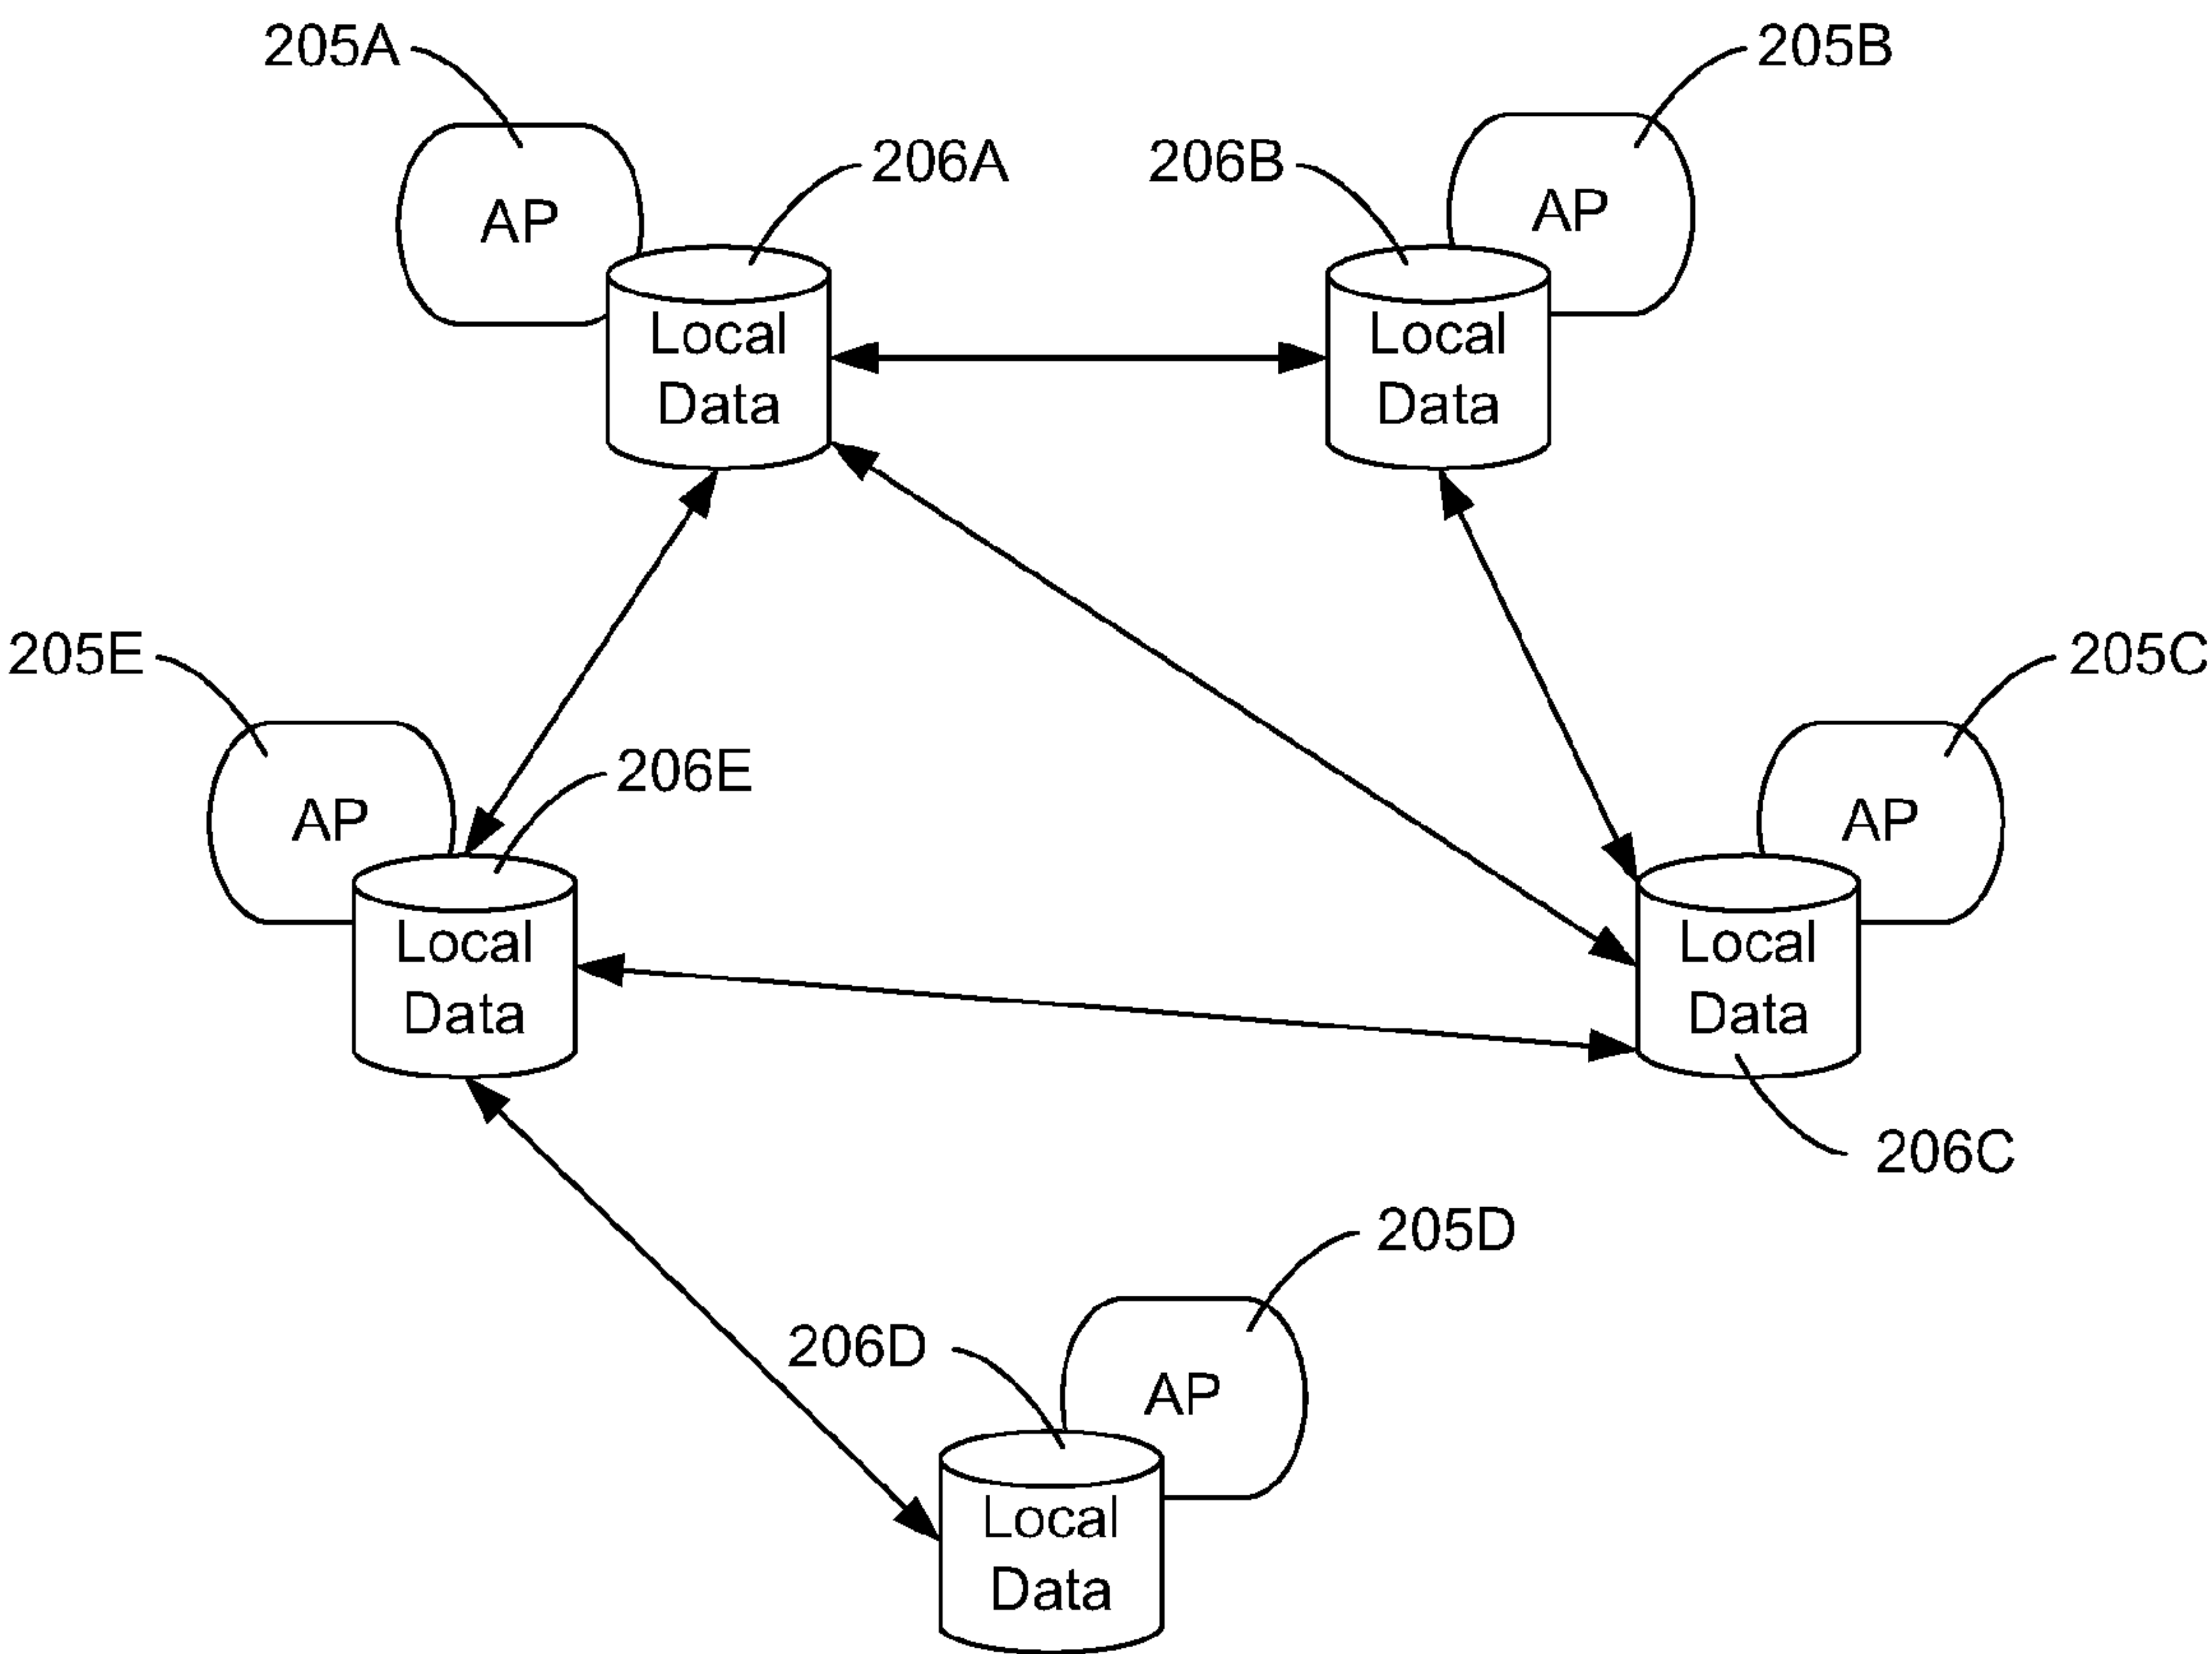 205A
205B
206A
206B
AP
AP
Local
Data
Local
Data
205E
205C
206E
AP
AP
Local
Data
Local
Data
206C
205D
206D
AP
Local
Data